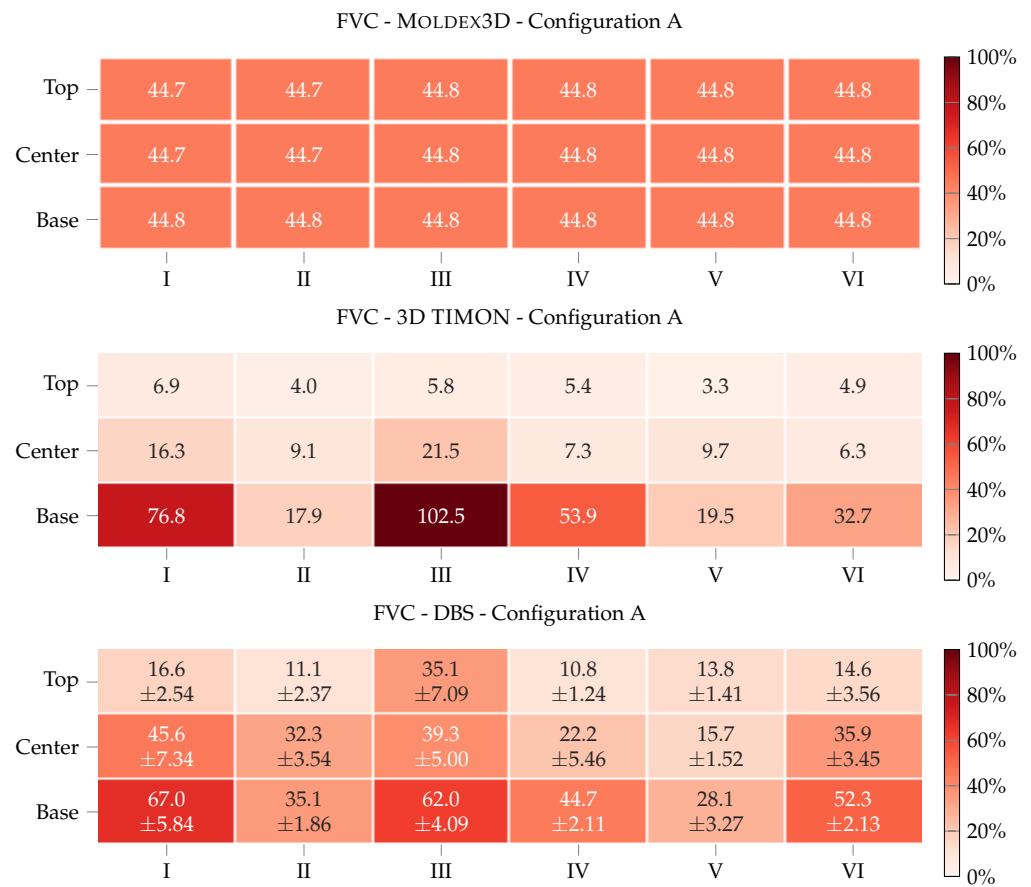 FVC - MOLDEX3D - Configuration A
100%
Top 44.7 44.7 44.8 44.8 44.8 44.8
80%
Center 44.7 44.7 44.8 44.8 44.8 44.8
60%
40%
Base 44.8 44.8 44.8 44.8 44.8 44.8
20%
I II III IV V VI
0%
FVC - 3D TIMON - Configuration A
100%
Top 6.9 4.0 5.8 5.4 3.3 4.9
80%
Center 16.3 9.1 21.5 7.3 9.7 6.3
60%
40%
Base 76.8 17.9 102.5 53.9 19.5 32.7
20%
I II III IV V VI
0%
FVC - DBS - Configuration A
100%
Top
16.6 11.1 35.1 10.8 13.8 14.6
±2.54 ±2.37 ±7.09 ±1.24 ±1.41 ±3.56
80%
Center
45.6 32.3 39.3 22.2 15.7 35.9
±7.34 ±3.54 ±5.00 ±5.46 ±1.52 ±3.45
60%
40%
Base
67.0 35.1 62.0 44.7 28.1 52.3
±5.84 ±1.86 ±4.09 ±2.11 ±3.27 ±2.13
20%
I II III IV V VI
0%